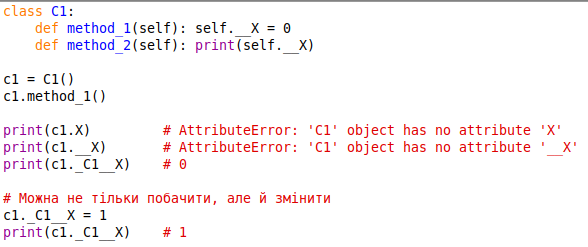 class C1:
    def method_1(self): self.__X = 0
    def method_2(self): print(self.__X)

c1 = C1()
c1.method_1()

print(c1.X)         # AttributeError: 'C1' object has no attribute 'X'
print(c1.__X)       # AttributeError: 'C1' object has no attribute '__X'
print(c1._C1__X)    # 0

# Можна не тільки побачити, але й змінити
c1._C1__X = 1
print(c1._C1__X)    # 1